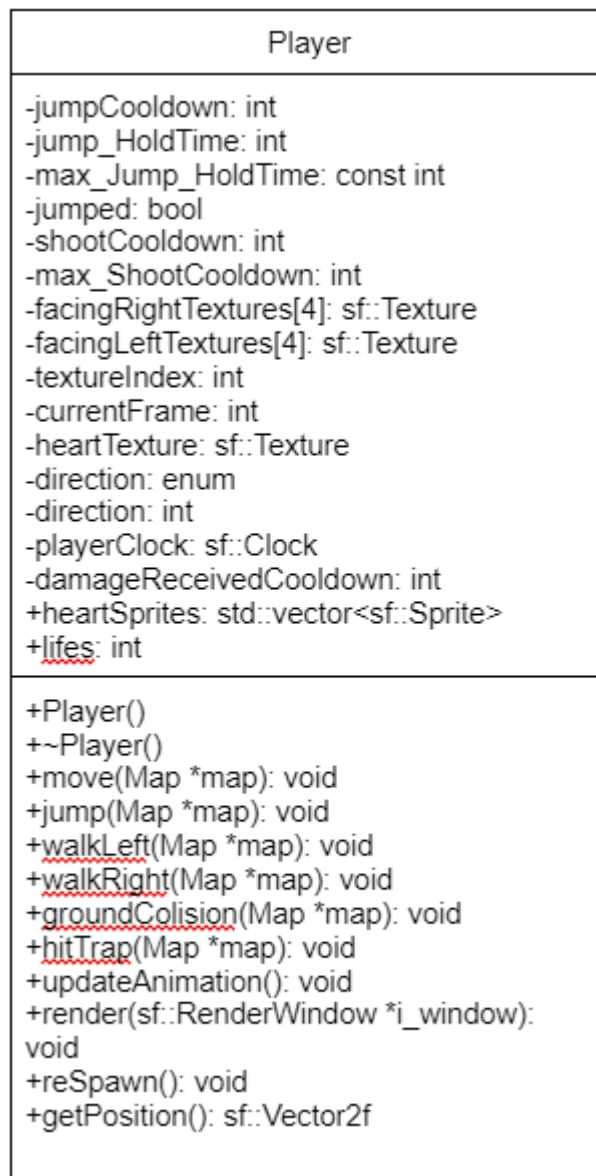 Player
-jumpCooldown: int
-jump_HoldTime: int
-max_Jump_HoldTime: const int
-jumped: bool
-shootCooldown: int
-max_ShootCooldown: int
-facingRightTextures[4]: sf::Texture
-facingLeftTextures[4]: sf::Texture
-textureIndex: int
-currentFrame: int
-heartTexture: sf::Texture
-direction: enum
-direction: int
-playerClock: sf::Clock
-damageReceivedCooldown: int
+heartSprites: std::vector<sf::Sprite>
+lifes: int
+Player()
+~Player()
+move(Map *map): void
+jump(Map *map): void
+walkLeft(Map *map): void
+walkRight(Map *map): void
+groundColision(Map *map): void
+hitTrap(Map *map): void
+updateAnimation(): void
+render(sf::RenderWindow *i_window):
void
+reSpawn(): void
+getPosition(): sf::Vector2f